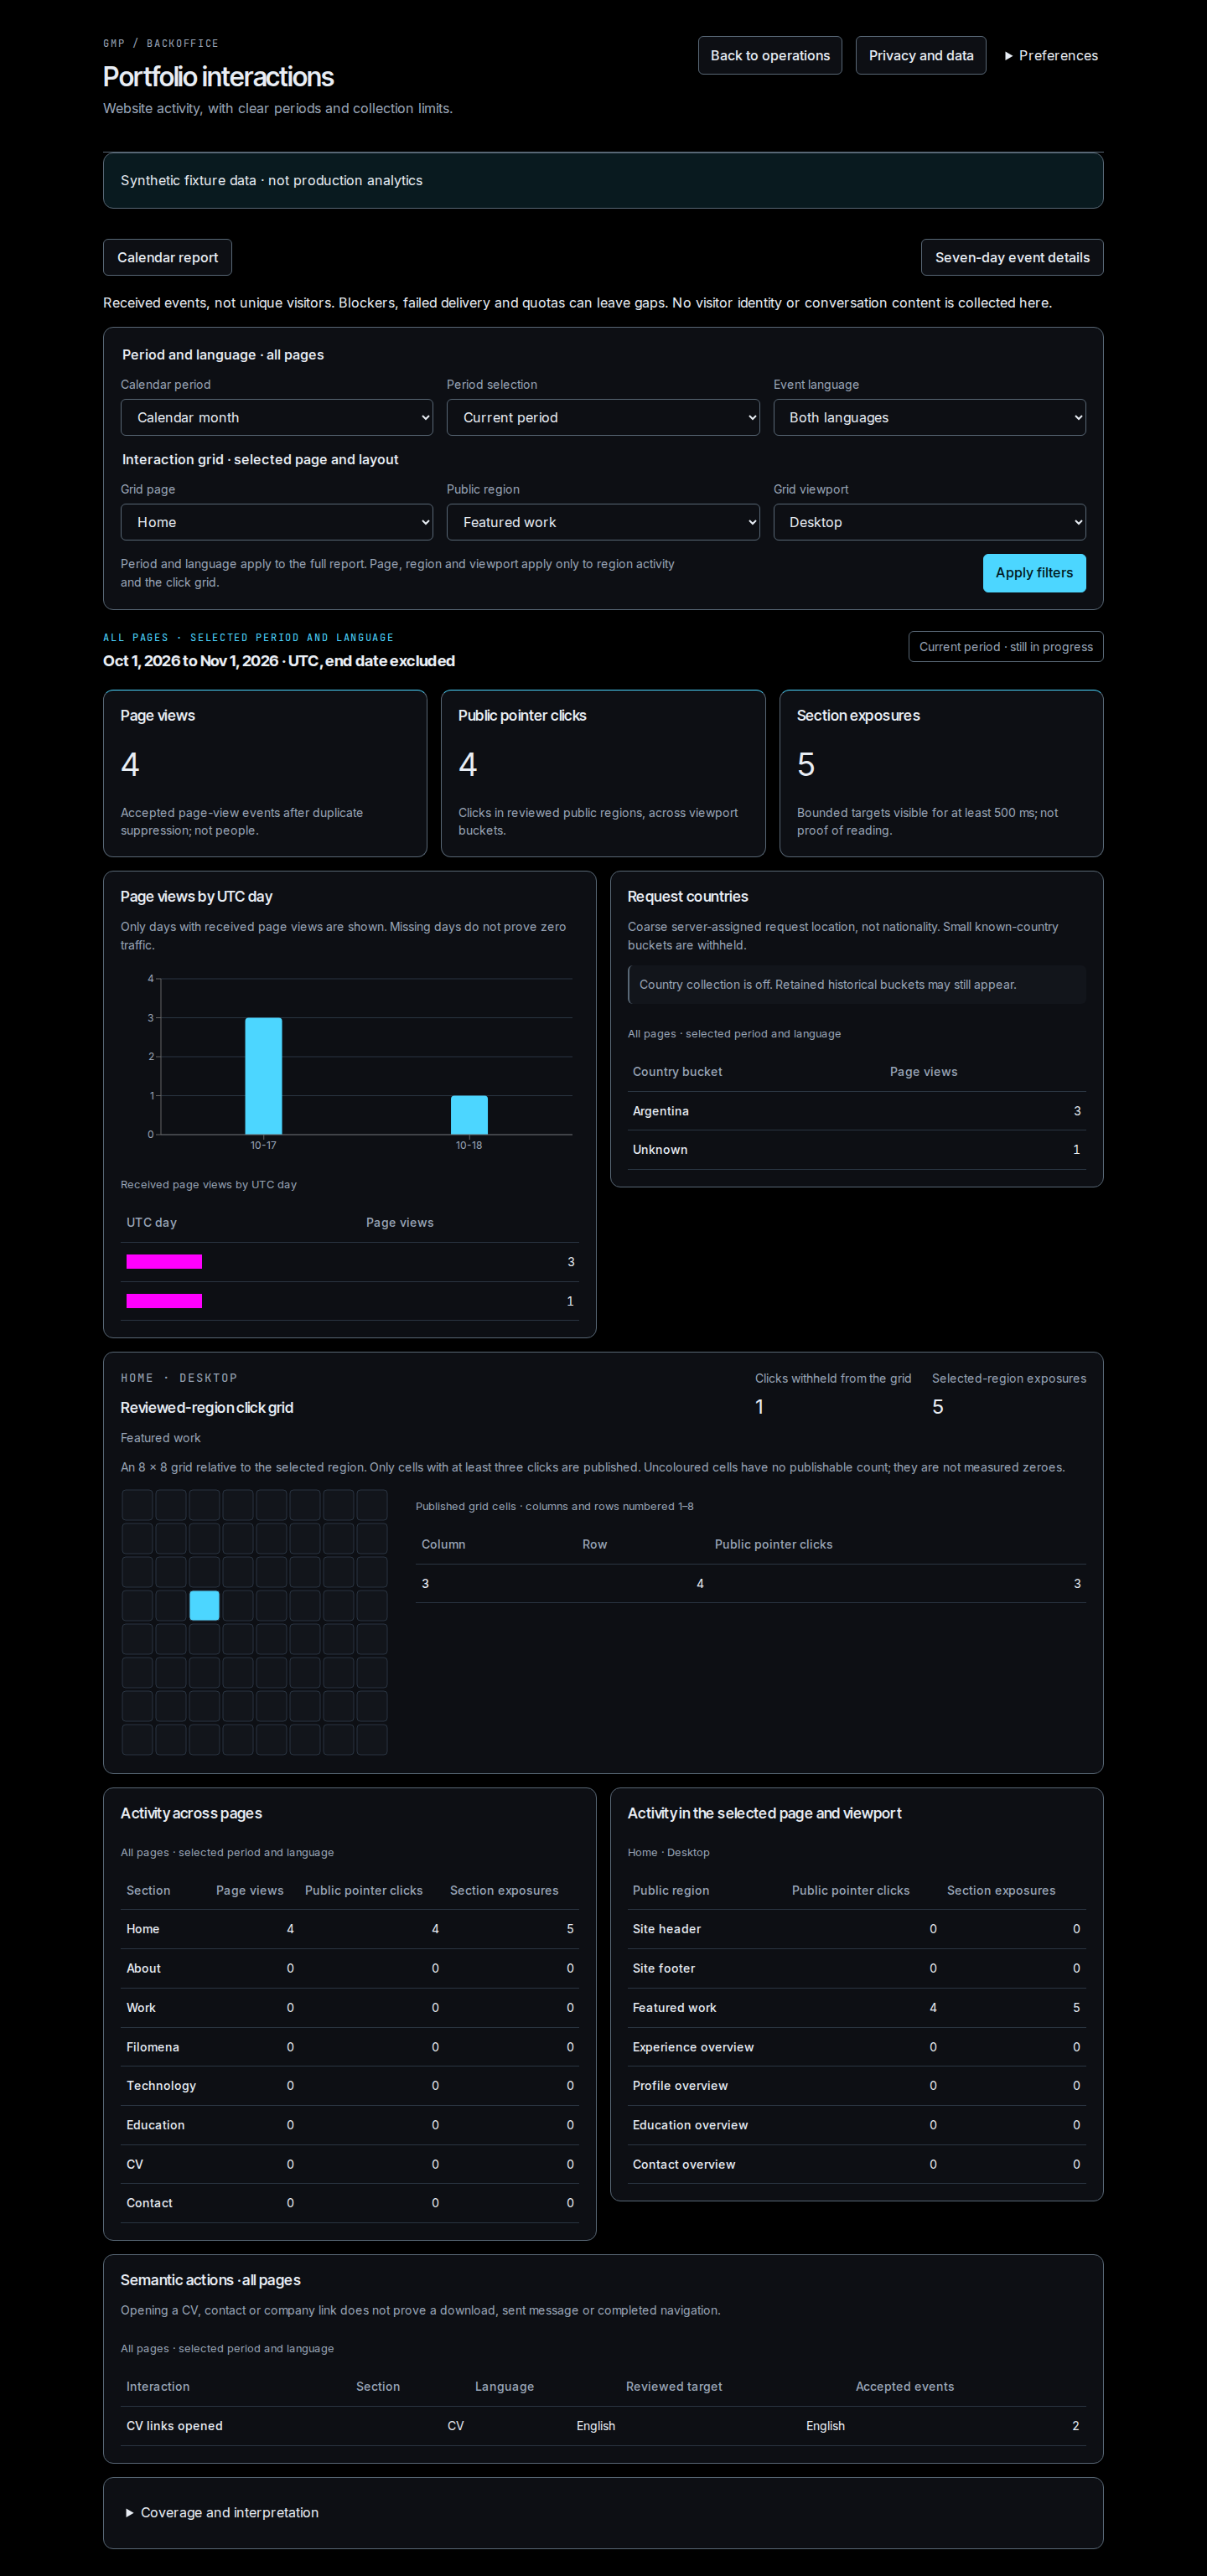 GMP / BACKOFFICE
Portfolio interactions
Website activity, with clear periods and collection limits.
Back to operations
Privacy and data
▶ Preferences
Synthetic fixture data · not production analytics
Calendar report
Seven-day event details
Received events, not unique visitors. Blockers, failed delivery and quotas can leave gaps. No visitor identity or conversation content is collected here.
Period and language · all pages
Calendar period
Period selection
Event language
Calendar month
Current period
Both languages
Interaction grid · selected page and layout
Grid page
Public region
Grid viewport
Home
Featured work
Desktop
Period and language apply to the full report. Page, region and viewport apply only to region activity
and the click grid.
Apply filters
ALL PAGES · SELECTED PERIOD AND LANGUAGE
Oct 1, 2026 to Nov 1, 2026 · UTC, end date excluded
Current period · still in progress
Page views
4
Accepted page-view events after duplicate
suppression; not people.
Public pointer clicks
4
Clicks in reviewed public regions, across viewport
buckets.
Section exposures
5
Bounded targets visible for at least 500 ms; not
proof of reading.
Page views by UTC day
Only days with received page views are shown. Missing days do not prove zero
traffic.
4
3
2
1
0
10-17
10-18
Received page views by UTC day
UTC day Page views
3
1
Request countries
Coarse server-assigned request location, not nationality. Small known-country
buckets are withheld.
Country collection is off. Retained historical buckets may still appear.
All pages · selected period and language
Country bucket Page views
Argentina 3
Unknown 1
HOME · DESKTOP
Reviewed-region click grid
Featured work
Clicks withheld from the grid
1
Selected-region exposures
5
An 8 × 8 grid relative to the selected region. Only cells with at least three clicks are published. Uncoloured cells have no publishable count; they are not measured zeroes.
Published grid cells · columns and rows numbered 1–8
Column Row Public pointer clicks
3 4 3
Activity across pages
All pages · selected period and language
Section Page views Public pointer clicks Section exposures
Home 4 4 5
About 0 0 0
Work 0 0 0
Filomena 0 0 0
Technology 0 0 0
Education 0 0 0
CV 0 0 0
Contact 0 0 0
Activity in the selected page and viewport
Home · Desktop
Public region Public pointer clicks Section exposures
Site header 0 0
Site footer 0 0
Featured work 4 5
Experience overview 0 0
Profile overview 0 0
Education overview 0 0
Contact overview 0 0
Semantic actions · all pages
Opening a CV, contact or company link does not prove a download, sent message or completed navigation.
All pages · selected period and language
Interaction Section Language Reviewed target Accepted events
CV links opened CV English English 2
▶ Coverage and interpretation